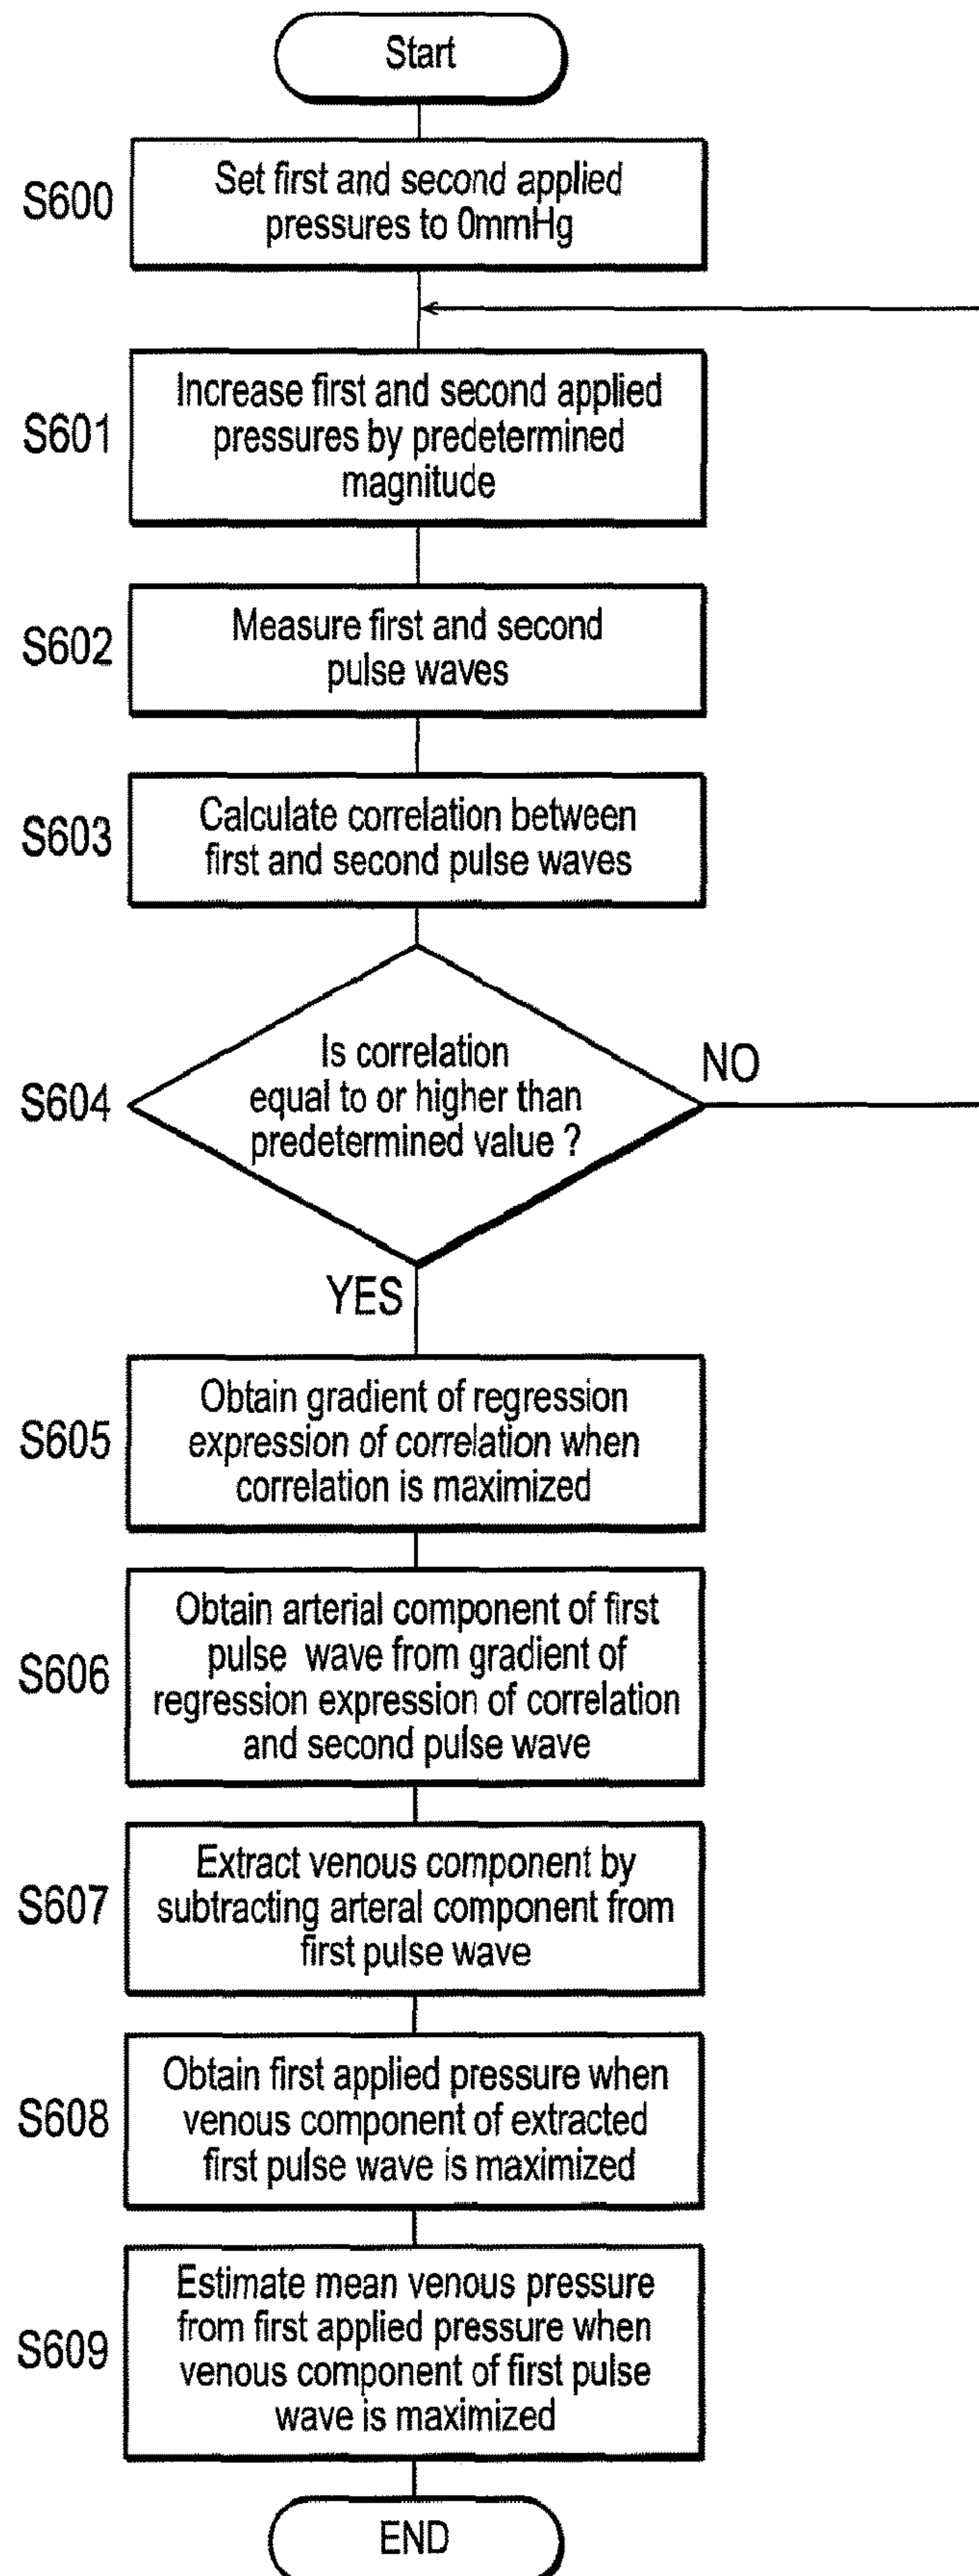 Start
S600
Set first and second applied
pressures to 0mmHg
S601
Increase first and second applied
pressures by predetermined
magnitude
S602
Measure first and second
pulse waves
S603
Calculate correlation between
first and second pulse waves
S604
Is correlation
equal to or higher than
predetermined value ?
NO
YES
S605
Obtain gradient of regression
expression of correlation when
correlation is maximized
S606
Obtain arterial component of first
pulse wave from gradient of
regression expression of correlation
and second pulse wave
S607
Extract venous component by
subtracting arteral component from
first pulse wave
S608
Obtain first applied pressure when
venous component of extracted
first pulse wave is maximized
S609
Estimate mean venous pressure
from first applied pressure when
venous component of first pulse
wave is maximized
END